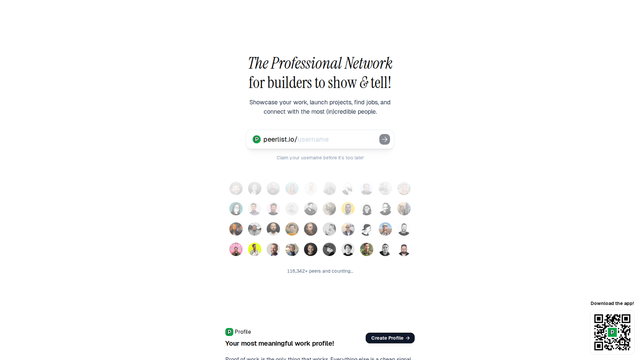 The Professional Network
for builders to show & tell!
Showcase your work, launch projects, find jobs, and
connect with the most (in)credible people.
peerlist.io/username
Claim your username before it's too late!
116,342+ peers and counting...
Download the app!
Profile
Your most meaningful work profile!
Create Profile →
Proof of work is the only thing that works. Everything else is a cheap signal.